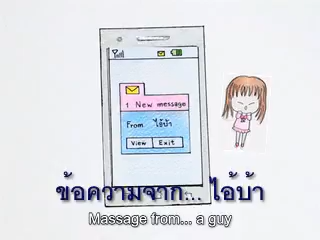 1 New message
From ไอ้บ้า
View Exit
ข้อความจาก... ไอ้บ้า
Massage from... a guy